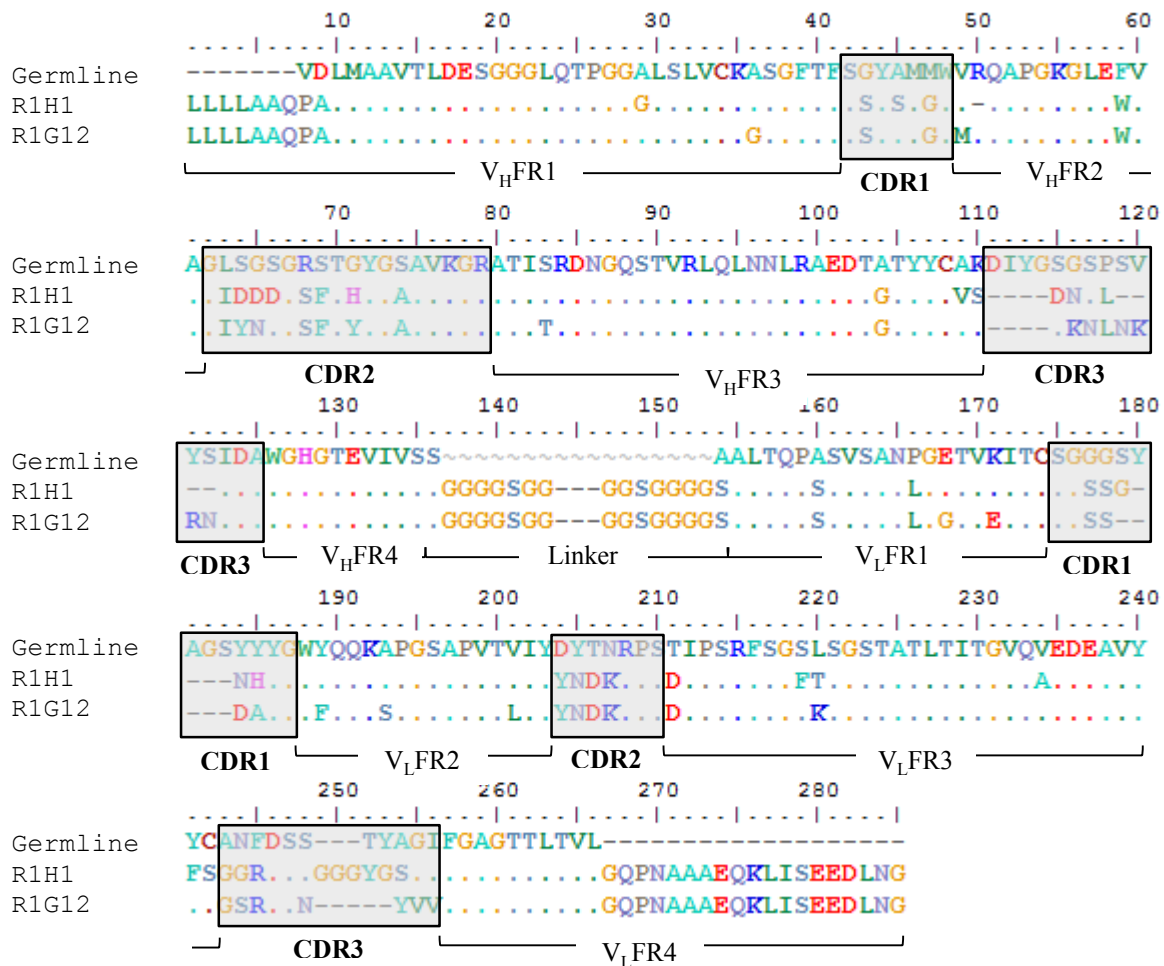 10 20 30 40 50 60
Germline -------VDLMAAVTLDESGGGLQTPGGALSLVCKASGFTFSGYAMMWVRQAPGKGLEFV
R1H1 LLLLAAQPA...................G.............S.S.G..-........W.
R1G12 LLLLAAQPA..........................G......S...G.M.........W.
VHFR1 CDR1 VHFR2
70 80 90 100 110 120
Germline AGLSGSGRSTGYGSAVKGRATISRDNGQSTVRLQLNNLRAEDTATYYCAKDIYGSGSPSV
R1H1 ..IDDD.SF.H..A.............................G....VS----DN.L--
R1G12 ..IYN..SF.Y..A........T....................G......----.KNLNK
CDR2 VHFR3 CDR3
130 140 150 160 170 180
Germline YSIDAWGHGTEVIVSS~~~~~~~~~~~~~~~~~AALTQPASVSANPGETVKITCSGGGSY
R1H1 --..............GGGGSGG---GGSGGGGS.....S.....L..........SSG-
R1G12 RN..............GGGGSGG---GGSGGGGS.....S.....L.G..E.....SS--
CDR3 VHFR4 Linker VLFR1 CDR1
190 200 210 220 230 240
Germline AGSYYYGWYQQKAPGSAPVTVIYDYTNRPSTIPSRFSGSLSGSTATLTITGVQVEDEAVY
R1H1 ---NH..................YNDK...D.......FT.............A......
R1G12 ---DA...F...S.......L..YNDK...D........K....................
CDR1 VLFR2 CDR2 VLFR3
250 260 270 280
Germline YCANFDSS---TYAGIFGAGTTLTVL-------------------
R1H1 FSGGR...GGGYGS............GQPNAAAEQKLISEEDLNG
R1G12 ..GSR..N-----YVV..........GQPNAAAEQKLISEEDLNG
CDR3 VLFR4